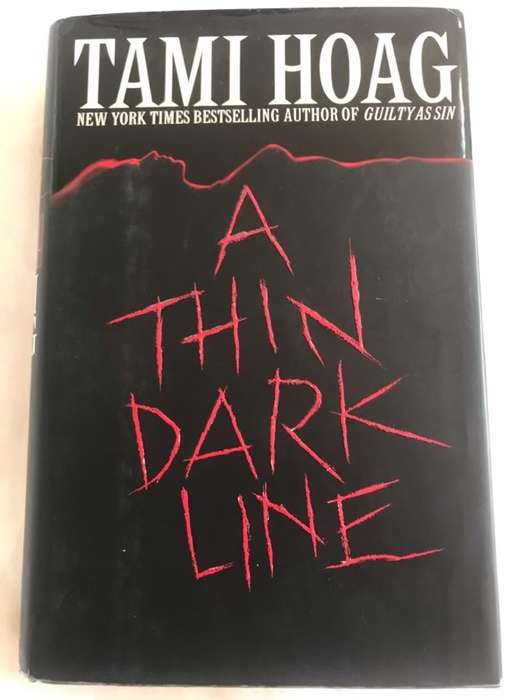 TAMI HOAG
NEW YORK TIMES BESTSELLING AUTHOR OF GUILTY AS SIN
A
THIN
DARK
LINE